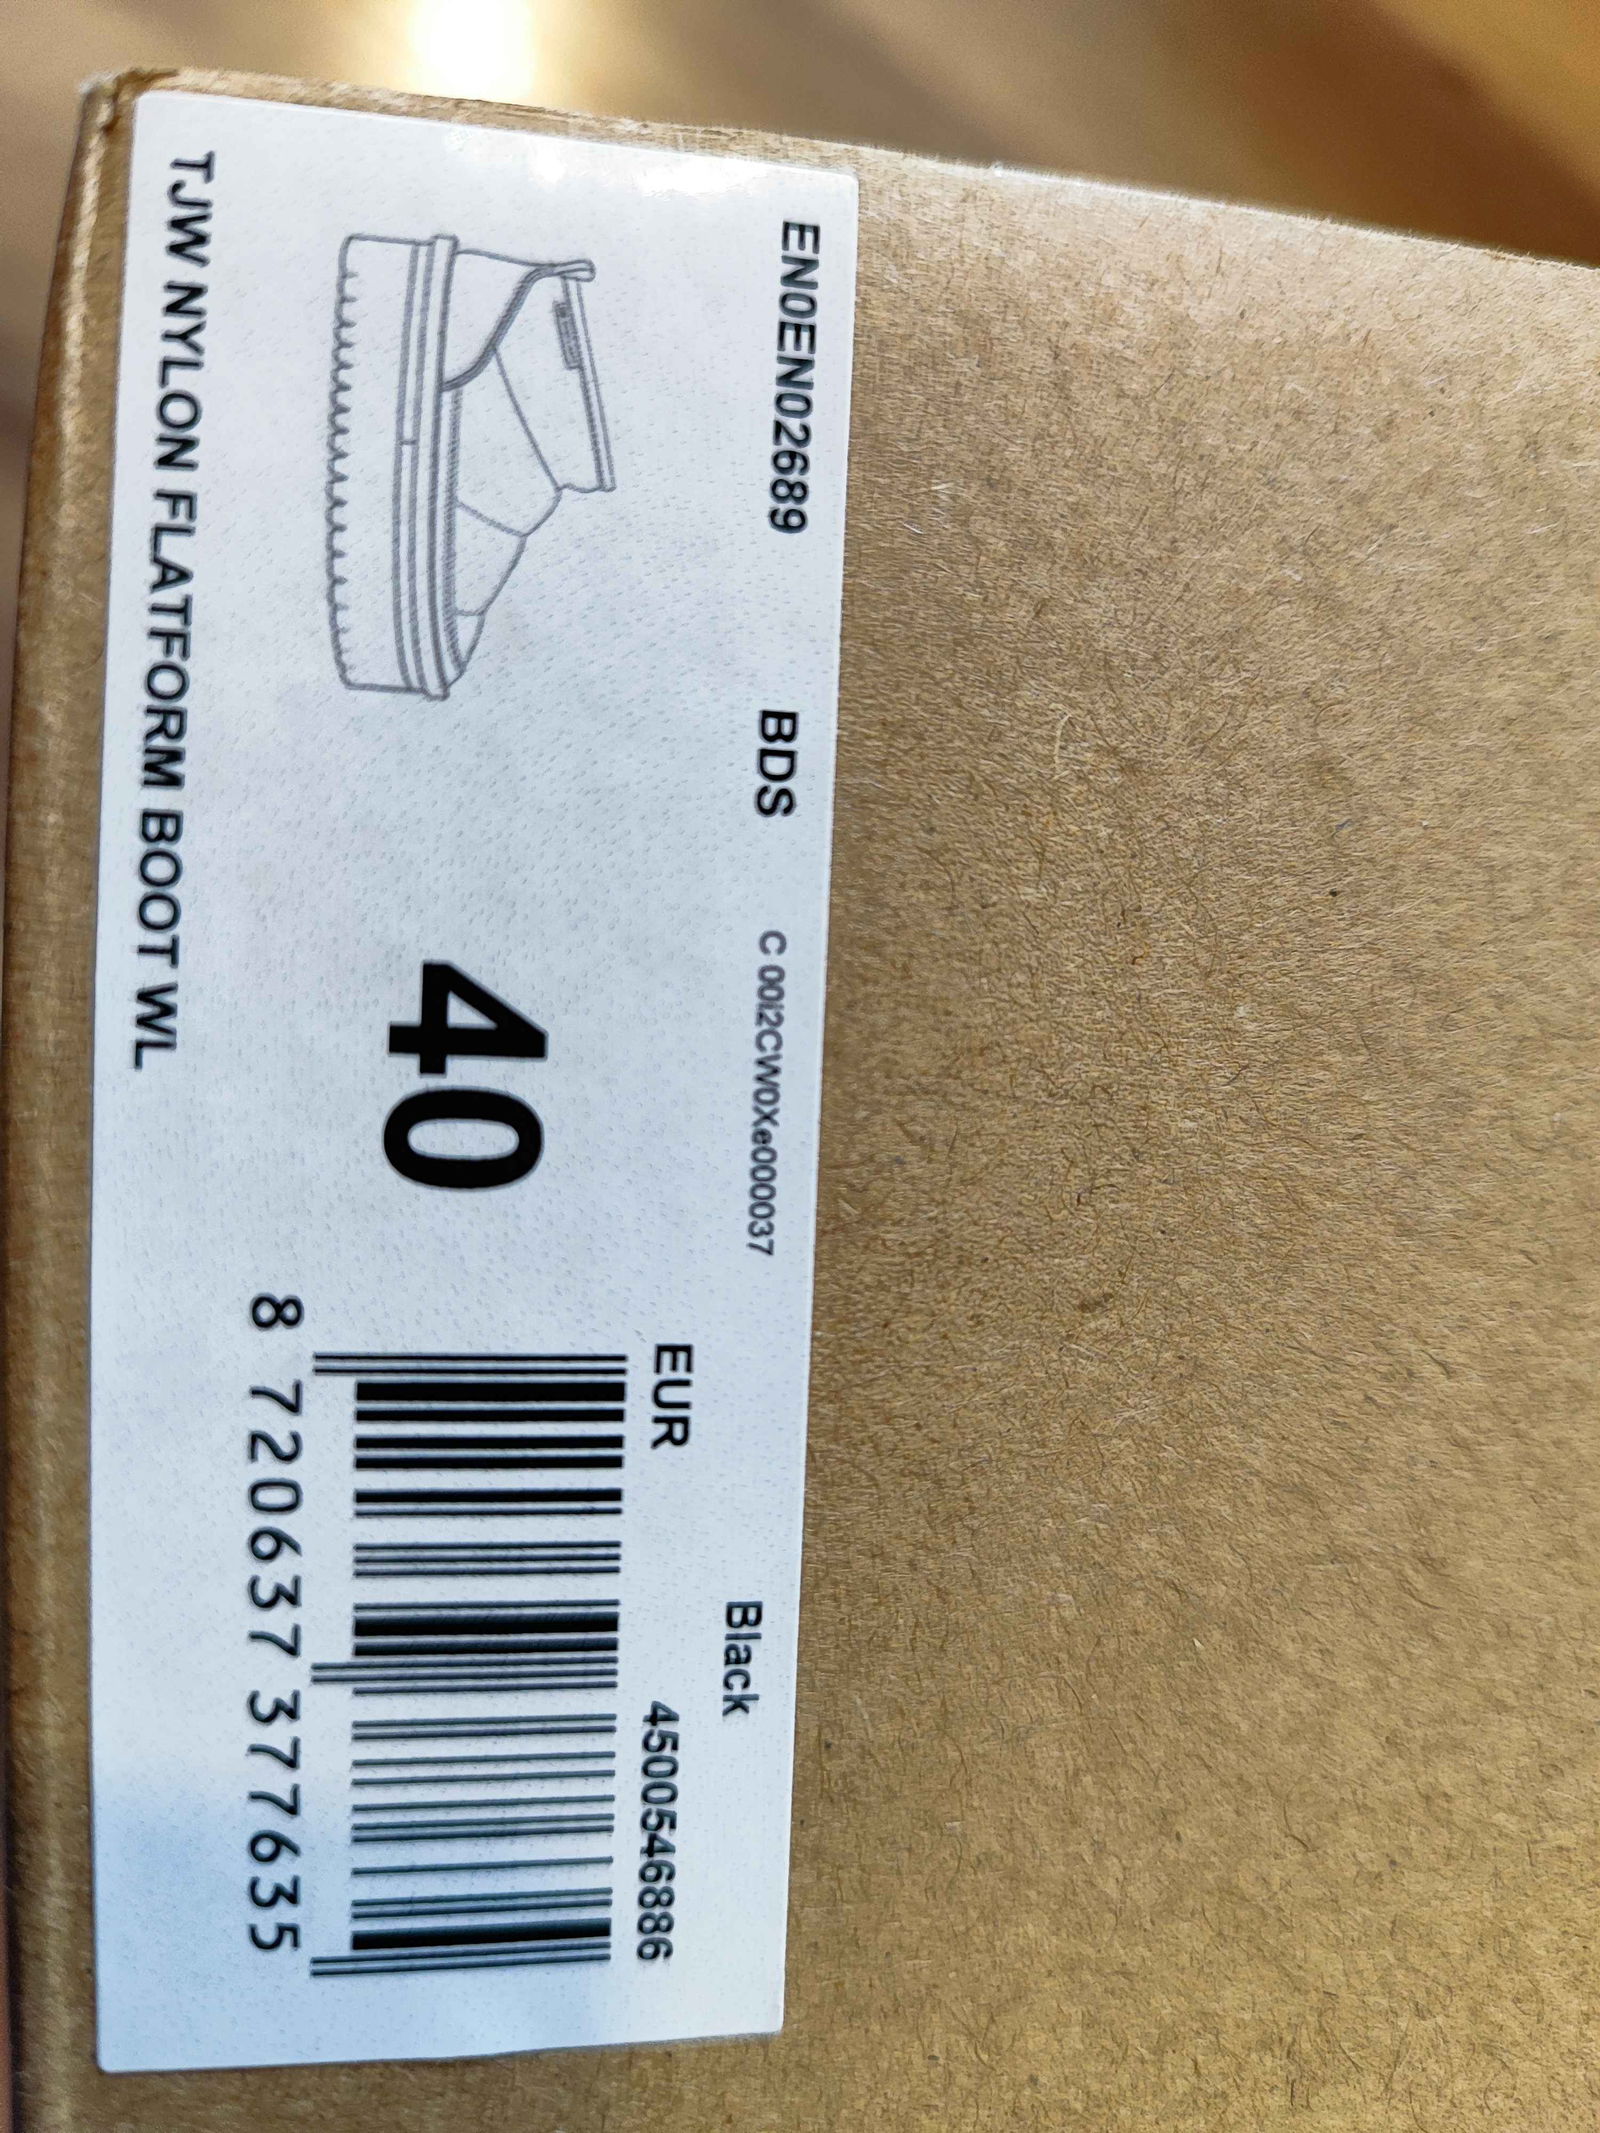 EN0EN02689 BDS C 00I2CW0Xe000037 Black
EUR 4500546886
40
8 720637 377635
TJW NYLON FLATFORM BOOT WL